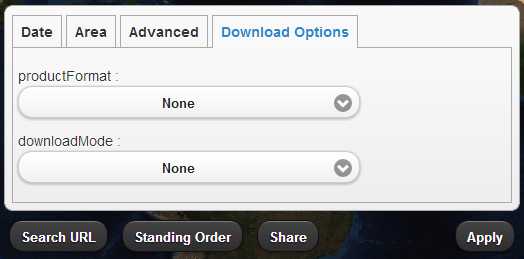 Date Area Advanced Download Options
productFormat :
None
downloadMode :
None
Search URL Standing Order Share Apply